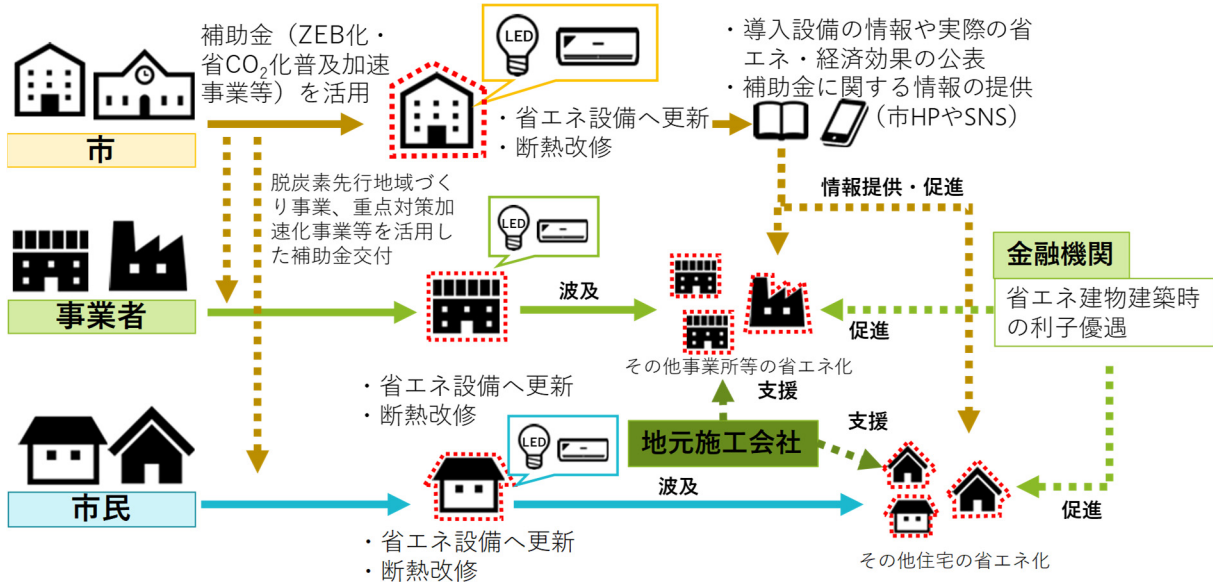 補助金（ZEB化・
省CO₂化普及加速
事業等）を活用
LED
・導入設備の情報や実際の省
エネ・経済効果の公表
・補助金に関する情報の提供
（市HPやSNS）
・省エネ設備へ更新
・断熱改修
市
脱炭素先行地域づく
り事業、重点対策加
速化事業等を活用し
た補助金交付
情報提供・促進
LED
金融機関
省エネ建物建築時
の利子優遇
事業者
波及
促進
その他事業所等の省エネ化
・省エネ設備へ更新
・断熱改修
支援
地元施工会社
支援
LED
市民
波及
促進
・省エネ設備へ更新
・断熱改修
その他住宅の省エネ化